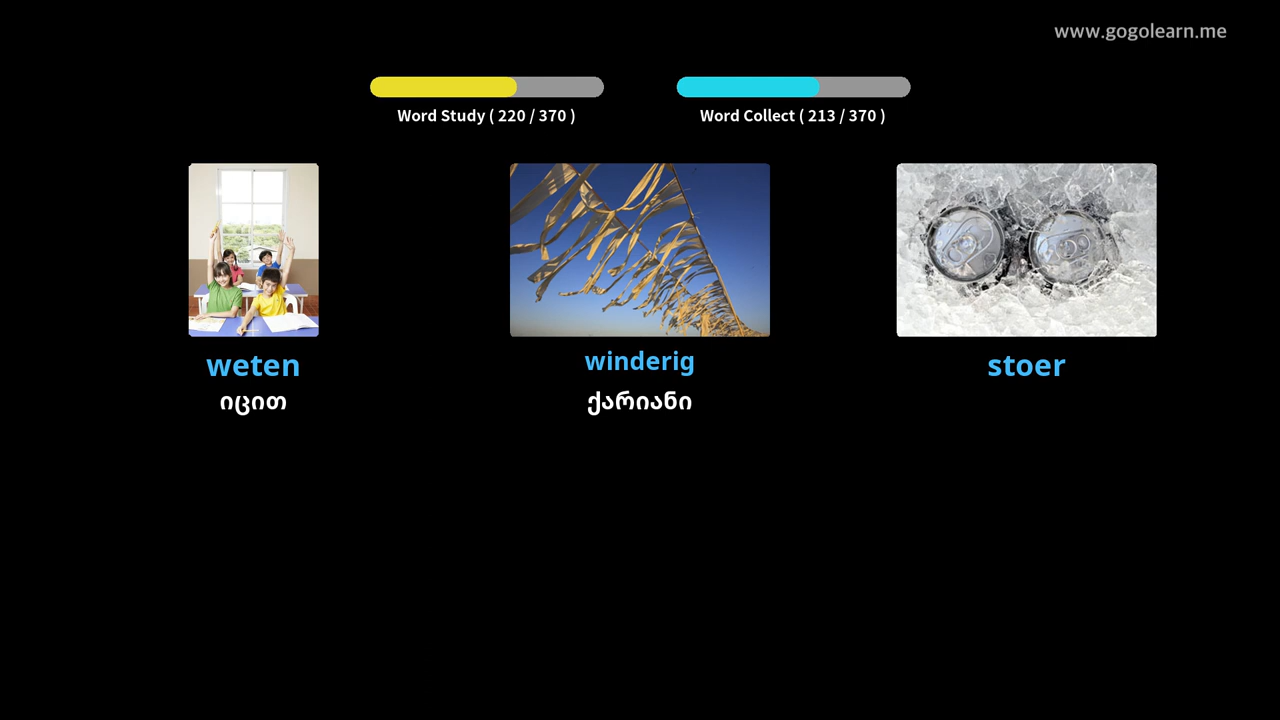 www.gogolearn.me
Word Study ( 220 / 370 )
Word Collect ( 213 / 370 )
weten
იცით
winderig
ქარიანი
stoer